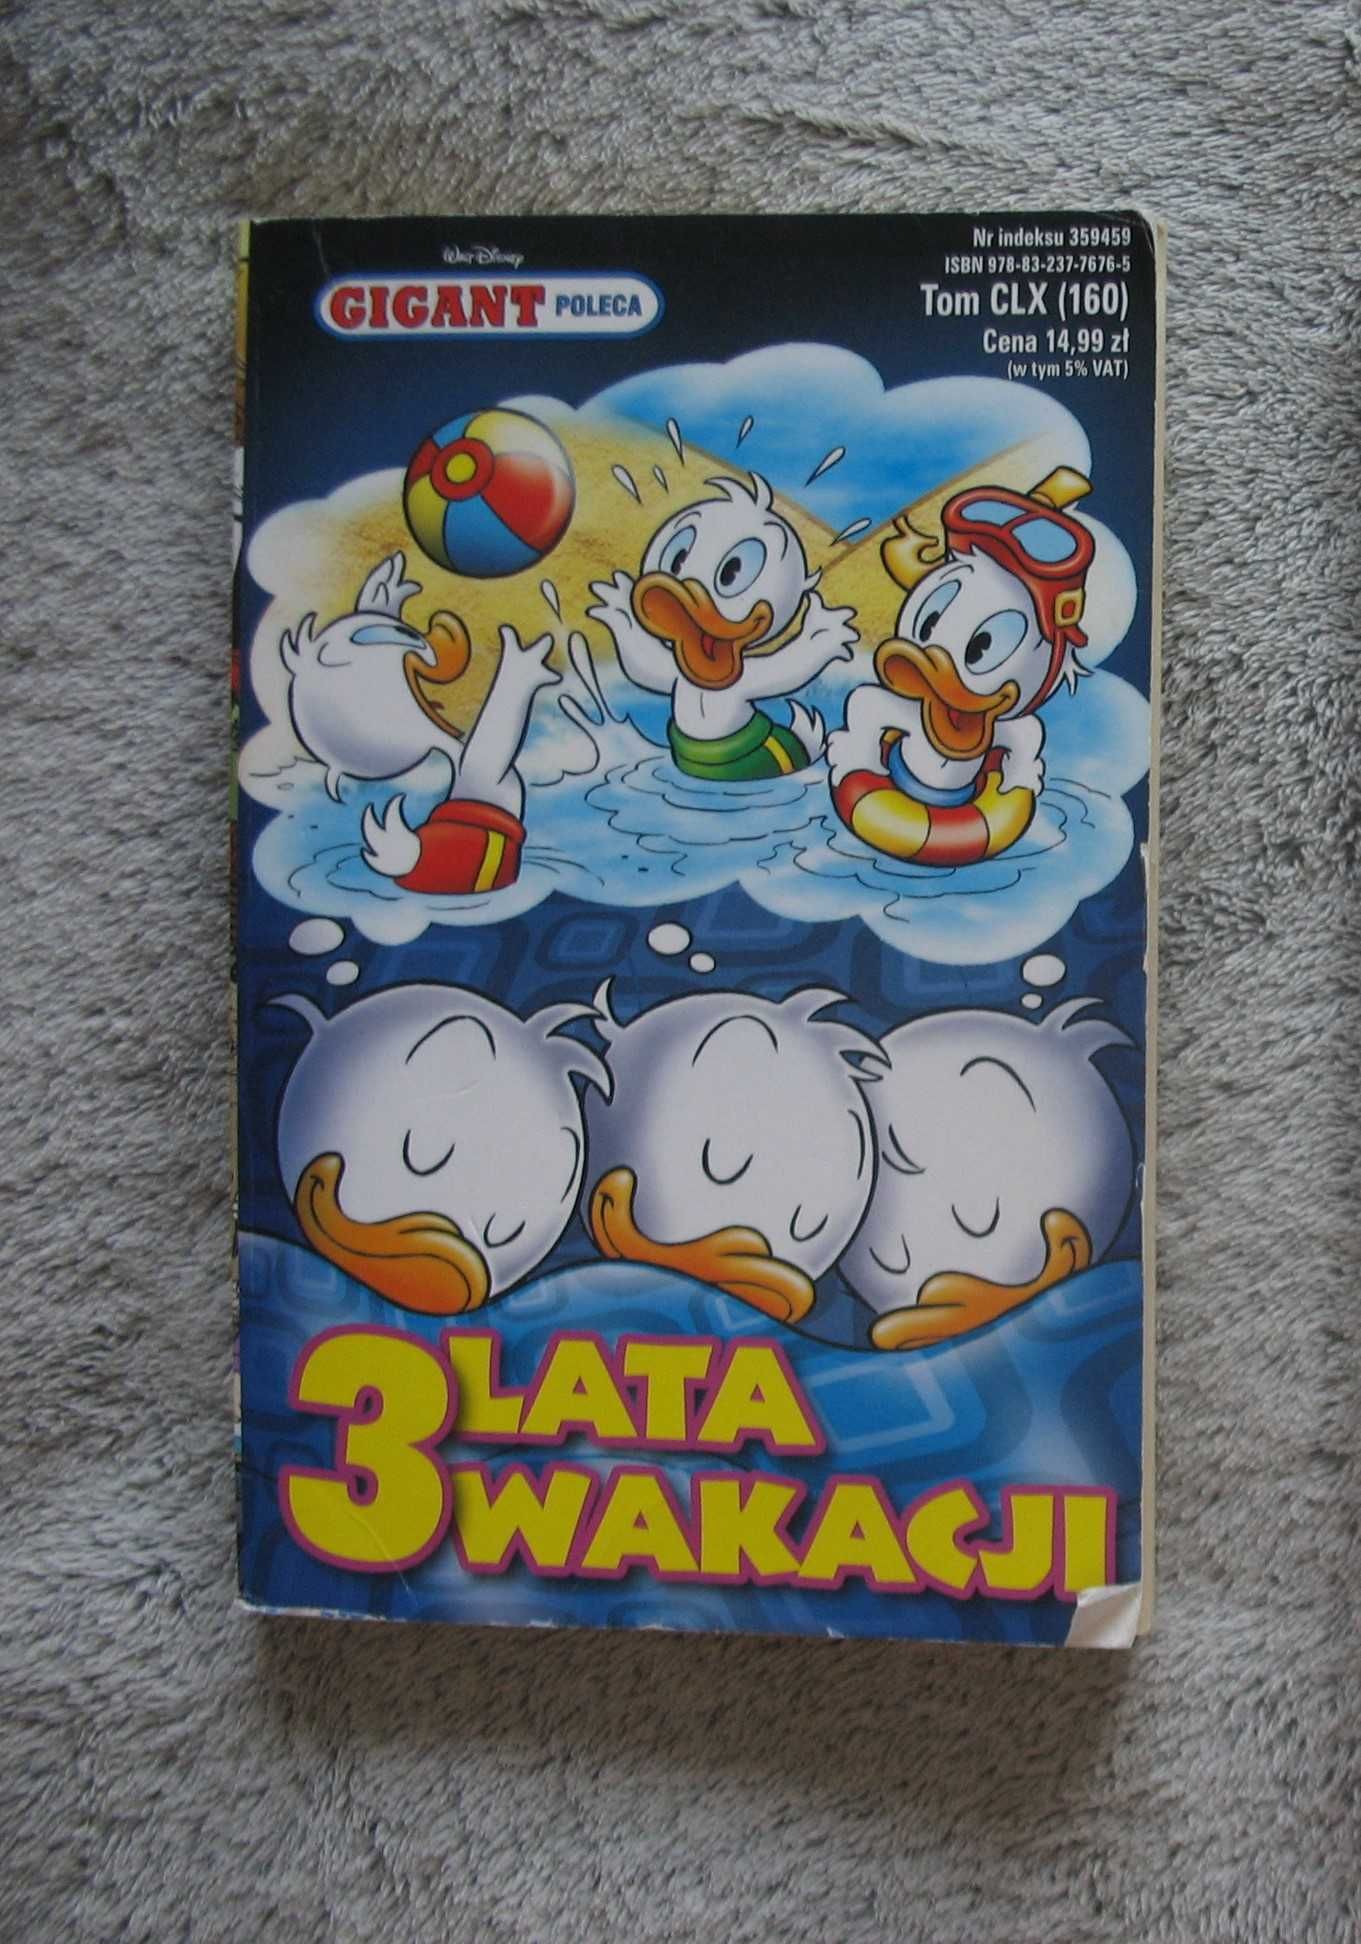 Walt Disney
GIGANT POLECA
Nr indeksu 359459
ISBN 978-83-237-7676-5
Tom CLX (160)
Cena 14,99 zł
(w tym 5% VAT)
3 LATA
WAKACJI